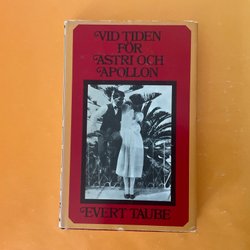 VID TIDEN
FÖR
ASTRI OCH
APOLLON
EVERT TAUBE